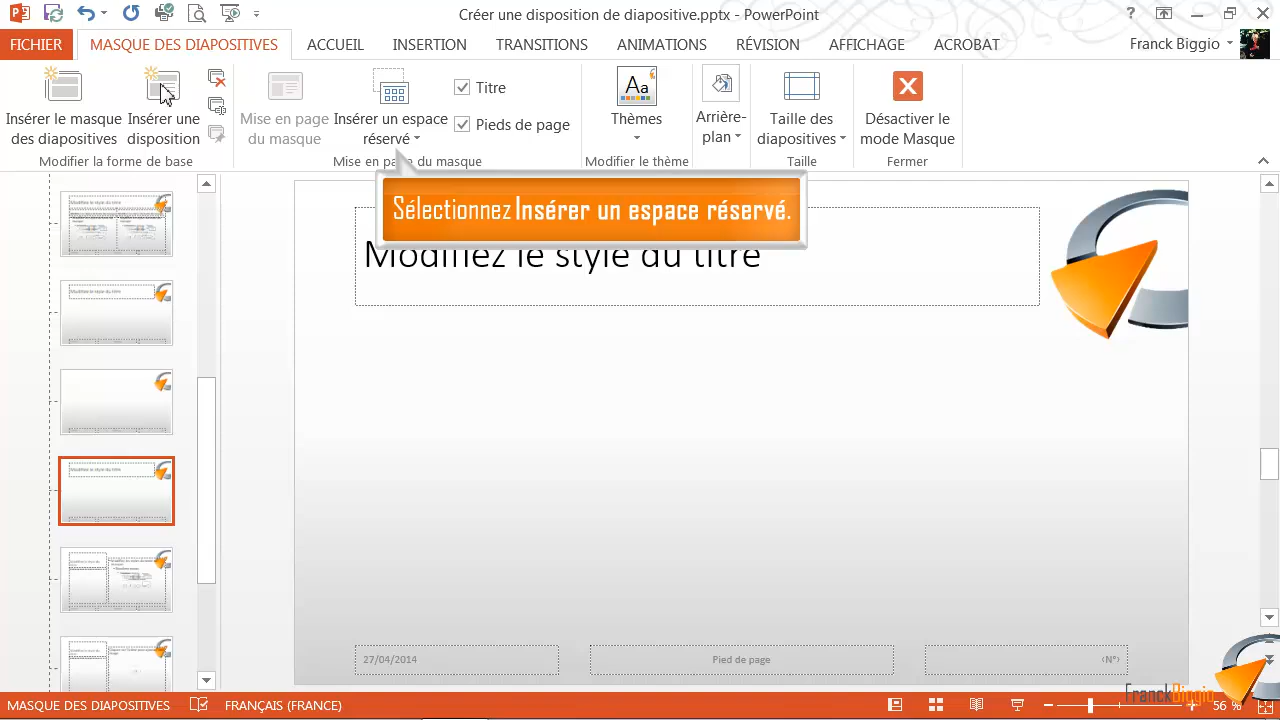 Créer une disposition de diapositive.pptx - PowerPoint
FICHIER
MASQUE DES DIAPOSITIVES
ACCUEIL
INSERTION
TRANSITIONS
ANIMATIONS
RÉVISION
AFFICHAGE
ACROBAT
Franck Biggio
Insérer le masque
des diapositives
Insérer une
disposition
Modifier la forme de base
Mise en page
du masque
Insérer un espace
réservé
Titre
Pieds de page
Mise en page du masque
Thèmes
Modifier le thème
Arrière-
plan
Taille des
diapositives
Taille
Désactiver le
mode Masque
Fermer
Sélectionnez Insérer un espace réservé.
Modifiez le style du titre
27/04/2014
Pied de page
‹N°›
FranckBiggio
MASQUE DES DIAPOSITIVES
FRANÇAIS (FRANCE)
56 %